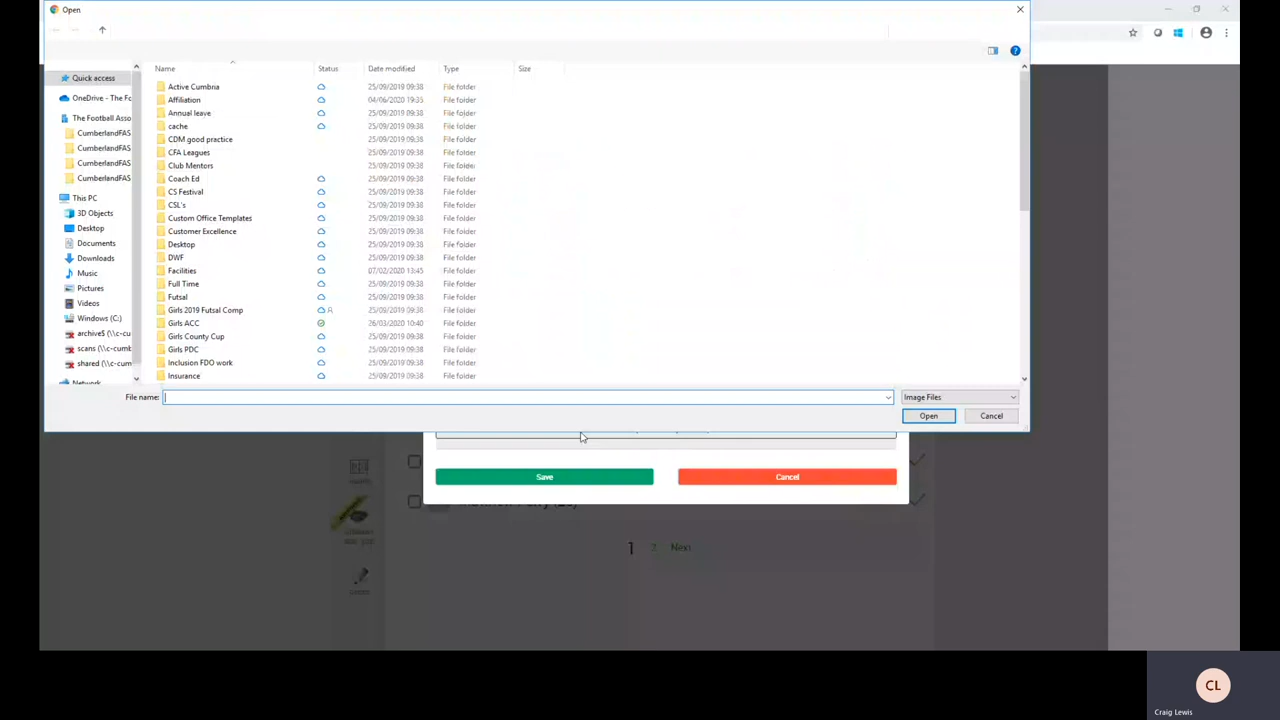 Open
Name Status Date modified Type Size
Quick access
OneDrive - The Fo
The Football Asso
CumberlandFAS
CumberlandFAS
CumberlandFAS
CumberlandFAS
This PC
3D Objects
Desktop
Documents
Downloads
Music
Pictures
Videos
Windows (C:)
archive$ (\\c-cu
scans (\\c-cumb
shared (\\c-cum
Network
Active Cumbria 25/09/2019 09:38 File folder
Affiliation 04/06/2020 19:35 File folder
Annual leave 25/09/2019 09:38 File folder
cache 25/09/2019 09:38 File folder
CDM good practice 25/09/2019 09:38 File folder
CFA Leagues 25/09/2019 09:38 File folder
Club Mentors 25/09/2019 09:38 File folder
Coach Ed 25/09/2019 09:38 File folder
CS Festival 25/09/2019 09:38 File folder
CSL's 25/09/2019 09:38 File folder
Custom Office Templates 25/09/2019 09:38 File folder
Customer Excellence 25/09/2019 09:38 File folder
Desktop 25/09/2019 09:38 File folder
DWF 25/09/2019 09:38 File folder
Facilities 07/02/2020 13:45 File folder
Full Time 25/09/2019 09:38 File folder
Futsal 25/09/2019 09:38 File folder
Girls 2019 Futsal Comp 25/09/2019 09:38 File folder
Girls ACC 26/03/2020 10:40 File folder
Girls County Cup 25/09/2019 09:38 File folder
Girls PDC 25/09/2019 09:38 File folder
Inclusion FDO work 25/09/2019 09:38 File folder
Insurance 25/09/2019 09:38 File folder
File name: Image Files
Open Cancel
Save Cancel
1 2 Next
CL
Craig Lewis